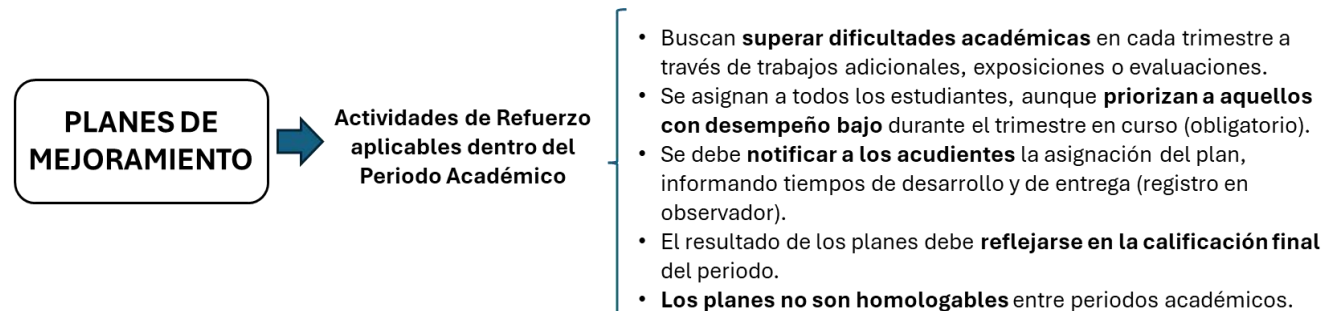 PLANES DE
MEJORAMIENTO
Actividades de Refuerzo
aplicables dentro del
Periodo Académico
• Buscan superar dificultades académicas en cada trimestre a
través de trabajos adicionales, exposiciones o evaluaciones.
• Se asignan a todos los estudiantes, aunque priorizan a aquellos
con desempeño bajo durante el trimestre en curso (obligatorio).
• Se debe notificar a los acudientes la asignación del plan,
informando tiempos de desarrollo y de entrega (registro en
observador).
• El resultado de los planes debe reflejarse en la calificación final
del periodo.
• Los planes no son homologables entre periodos académicos.